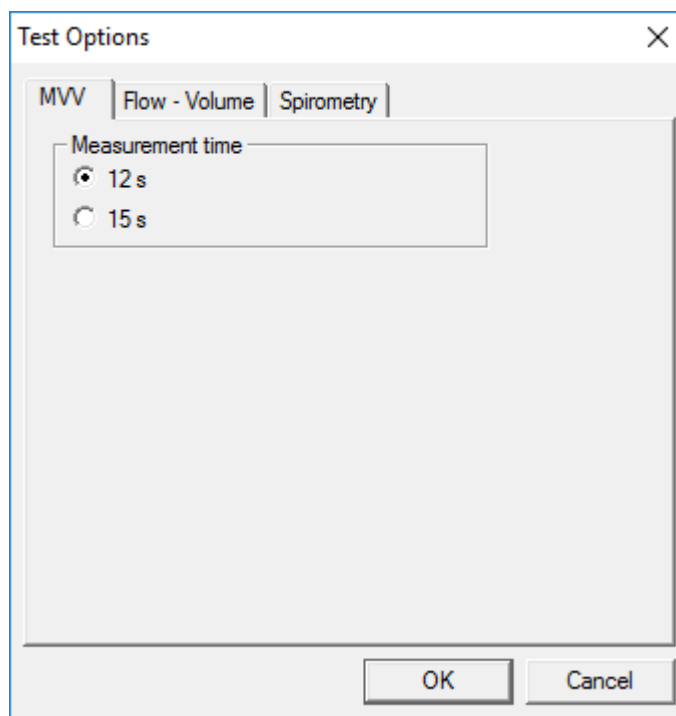 Test Options
MVV Flow - Volume Spirometry
Measurement time
12 s
15 s
OK Cancel